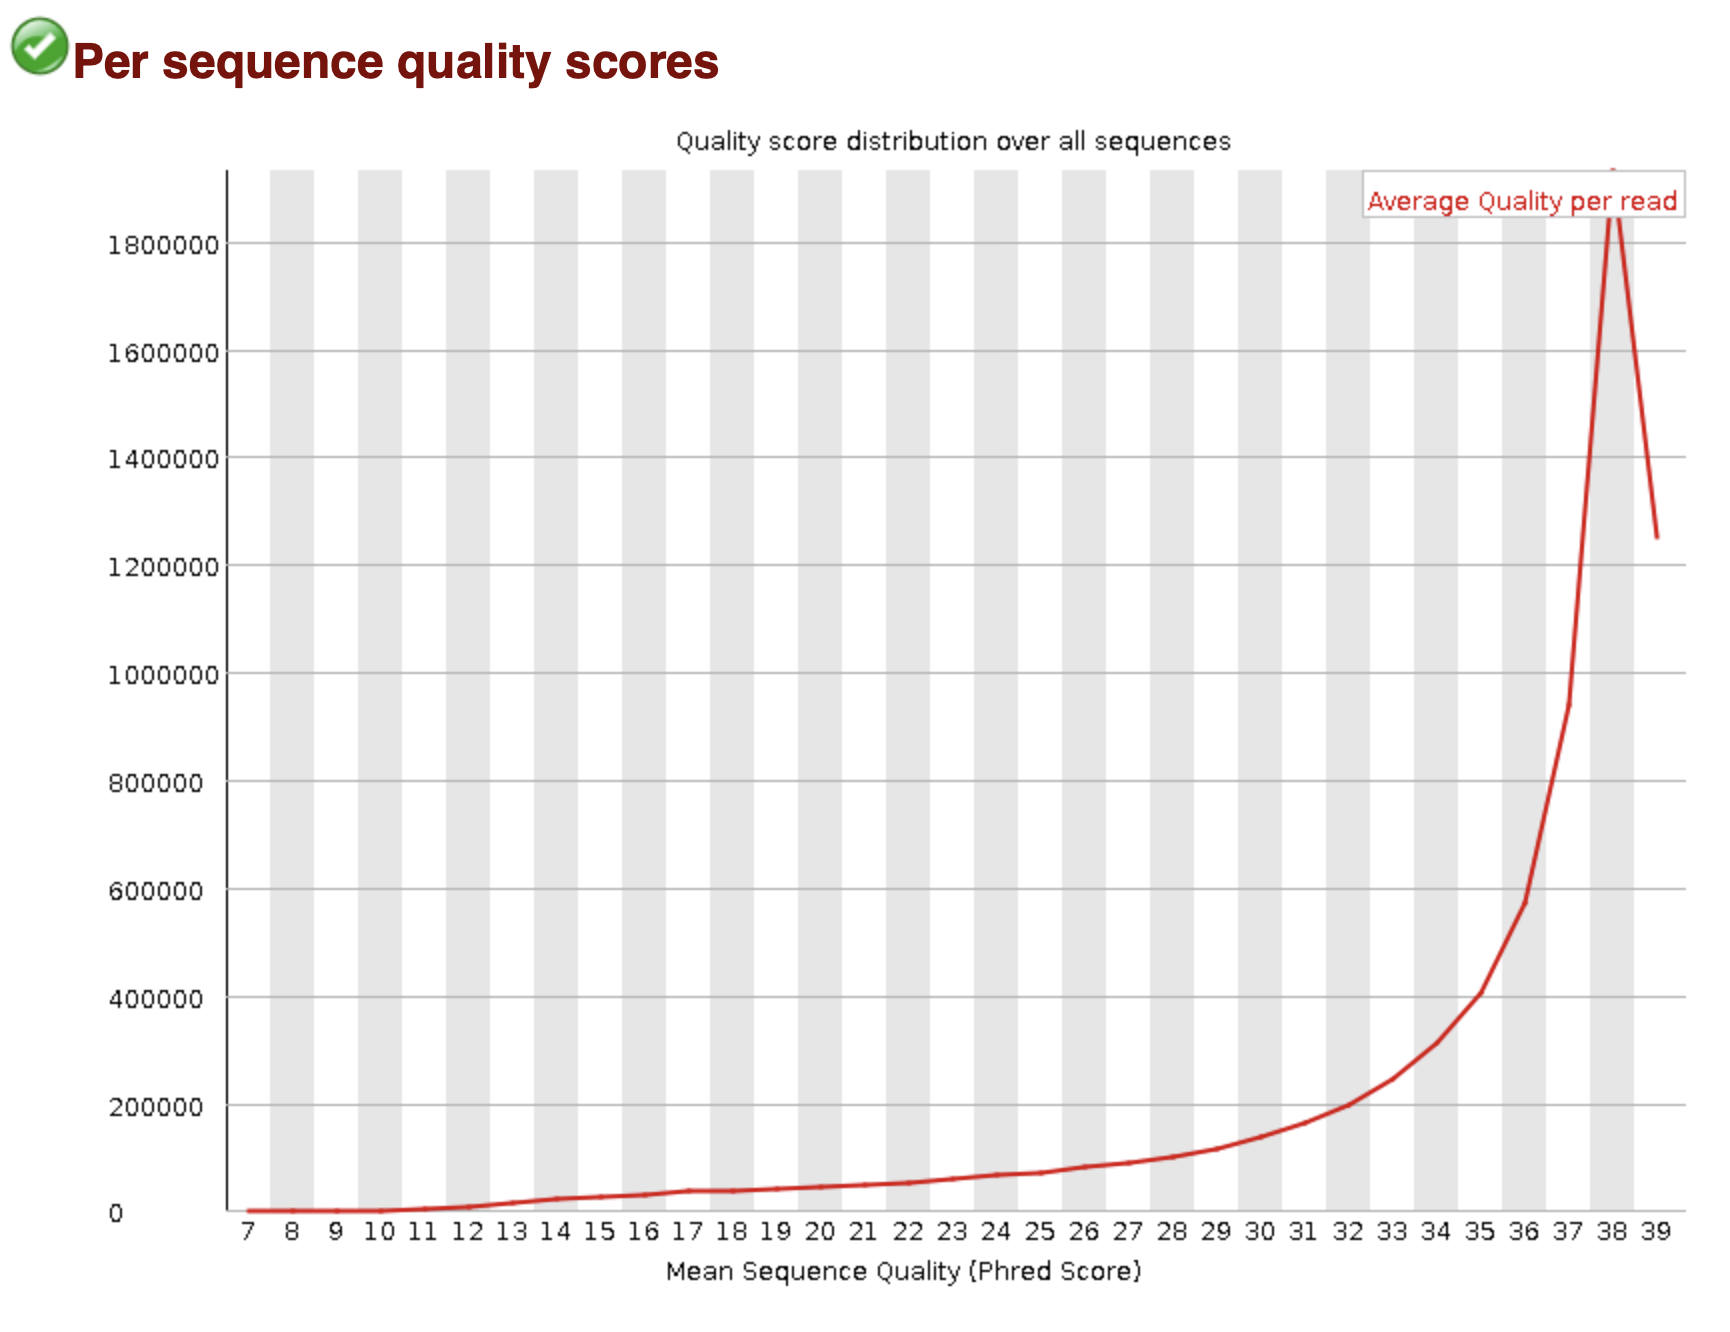 Per sequence quality scores
Quality score distribution over all sequences
Average Quality per read
1800000
1600000
1400000
1200000
1000000
800000
600000
400000
200000
0
7 8 9 10 11 12 13 14 15 16 17 18 19 20 21 22 23 24 25 26 27 28 29 30 31 32 33 34 35 36 37 38 39
Mean Sequence Quality (Phred Score)